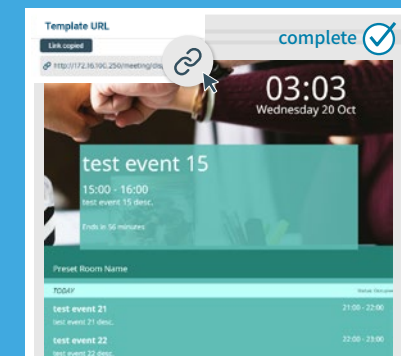 Template URL
Link copied
complete
http://172.16.100.250/meeting/dis
03:03
Wednesday 20 Oct
test event 15
15:00 - 16:00
test event 15 desc.
Ends in 56 minutes
Preset Room Name
TODAY
test event 21 21:00 - 22:00
test event 21 desc.
test event 22 22:00 - 23:00
test event 22 desc.